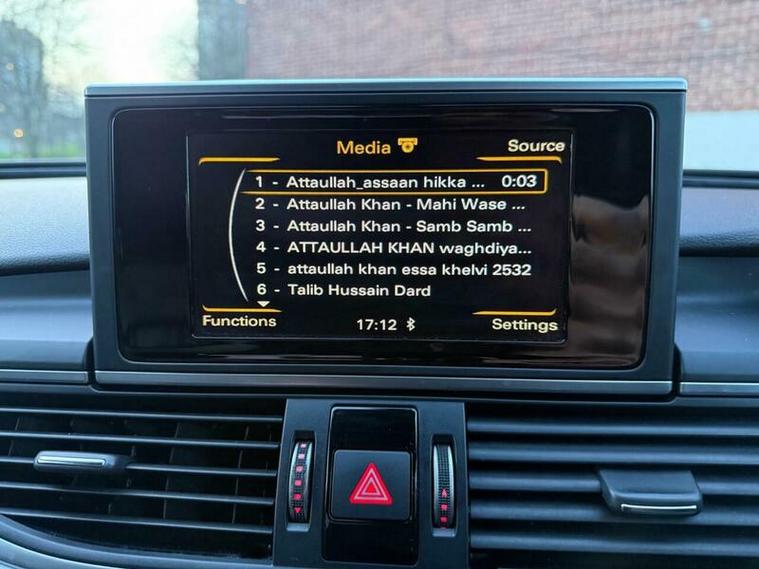 Media
Source
1 - Attaullah_assaan hikka ... 0:03
2 - Attaullah Khan - Mahi Wase ...
3 - Attaullah Khan - Samb Samb ...
4 - ATTAULLAH KHAN waghdiya...
5 - attaullah khan essa khelvi 2532
6 - Talib Hussain Dard
Functions
17:12
Settings